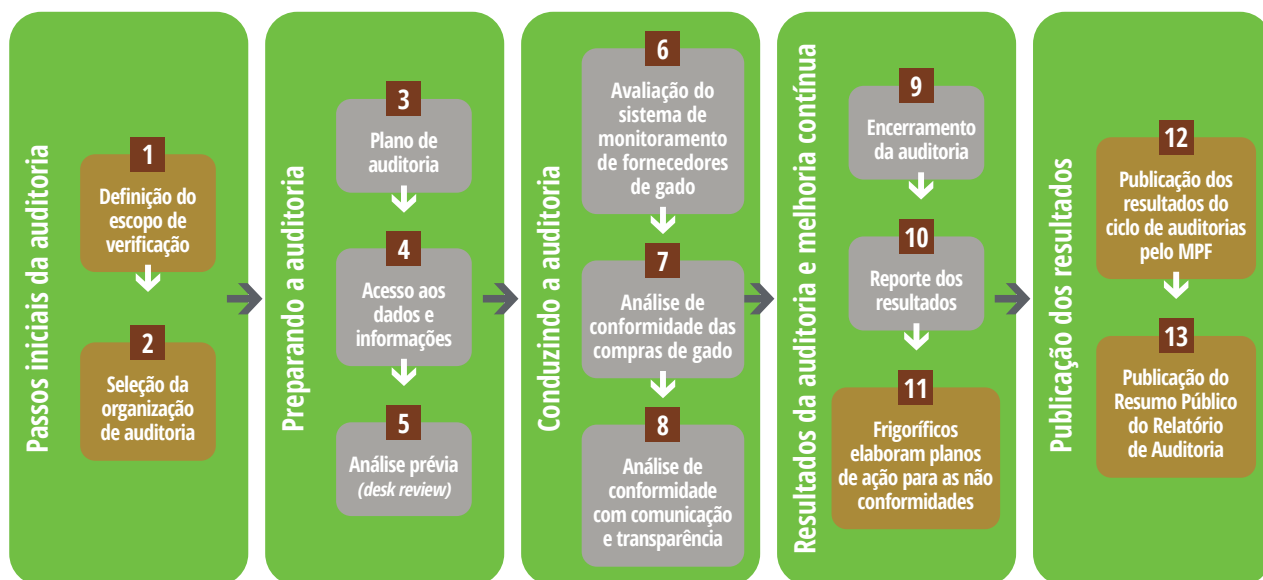 Passos iniciais da auditoria
1
Definição do
escopo de
verificação
2
Seleção da
organização
de auditoria
Preparando a auditoria
3
Plano de
auditoria
4
Acesso aos
dados e
informações
5
Análise prévia
(desk review)
Conduzindo a auditoria
6
Avaliação do
sistema de
monitoramento
de fornecedores
de gado
7
Análise de
conformidade das
compras de gado
8
Análise de
conformidade
com comunicação
e transparência
Resultados da auditoria e melhoria contínua
9
Encerramento
da auditoria
10
Reporte dos
resultados
11
Frigoríficos
elaboram planos
de ação para as não
conformidades
Publicação dos resultados
12
Publicação dos
resultados do
ciclo de auditorias
pelo MPF
13
Publicação do
Resumo Público
do Relatório
de Auditoria